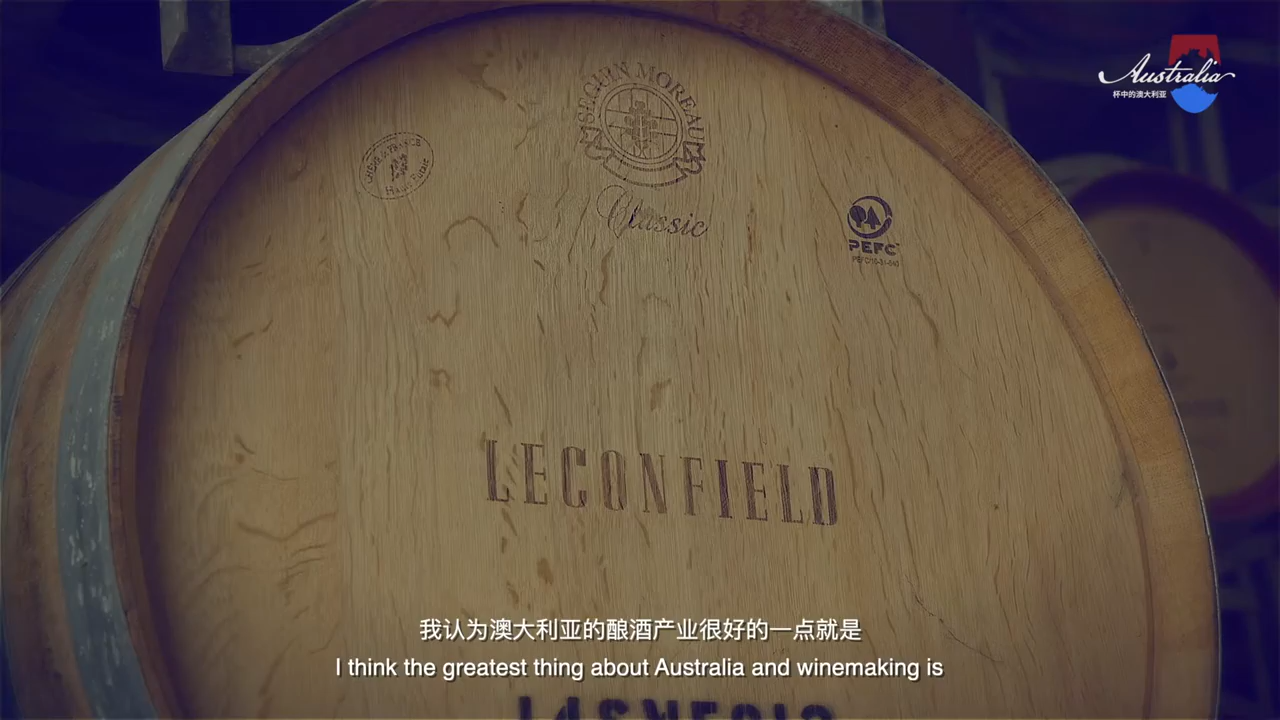 Australia
杯中的澳大利亚
SEGUIN MOREAU
Classic
PEFC
LECONFIELD
我认为澳大利亚的酿酒产业很好的一点就是
I think the greatest thing about Australia and winemaking is